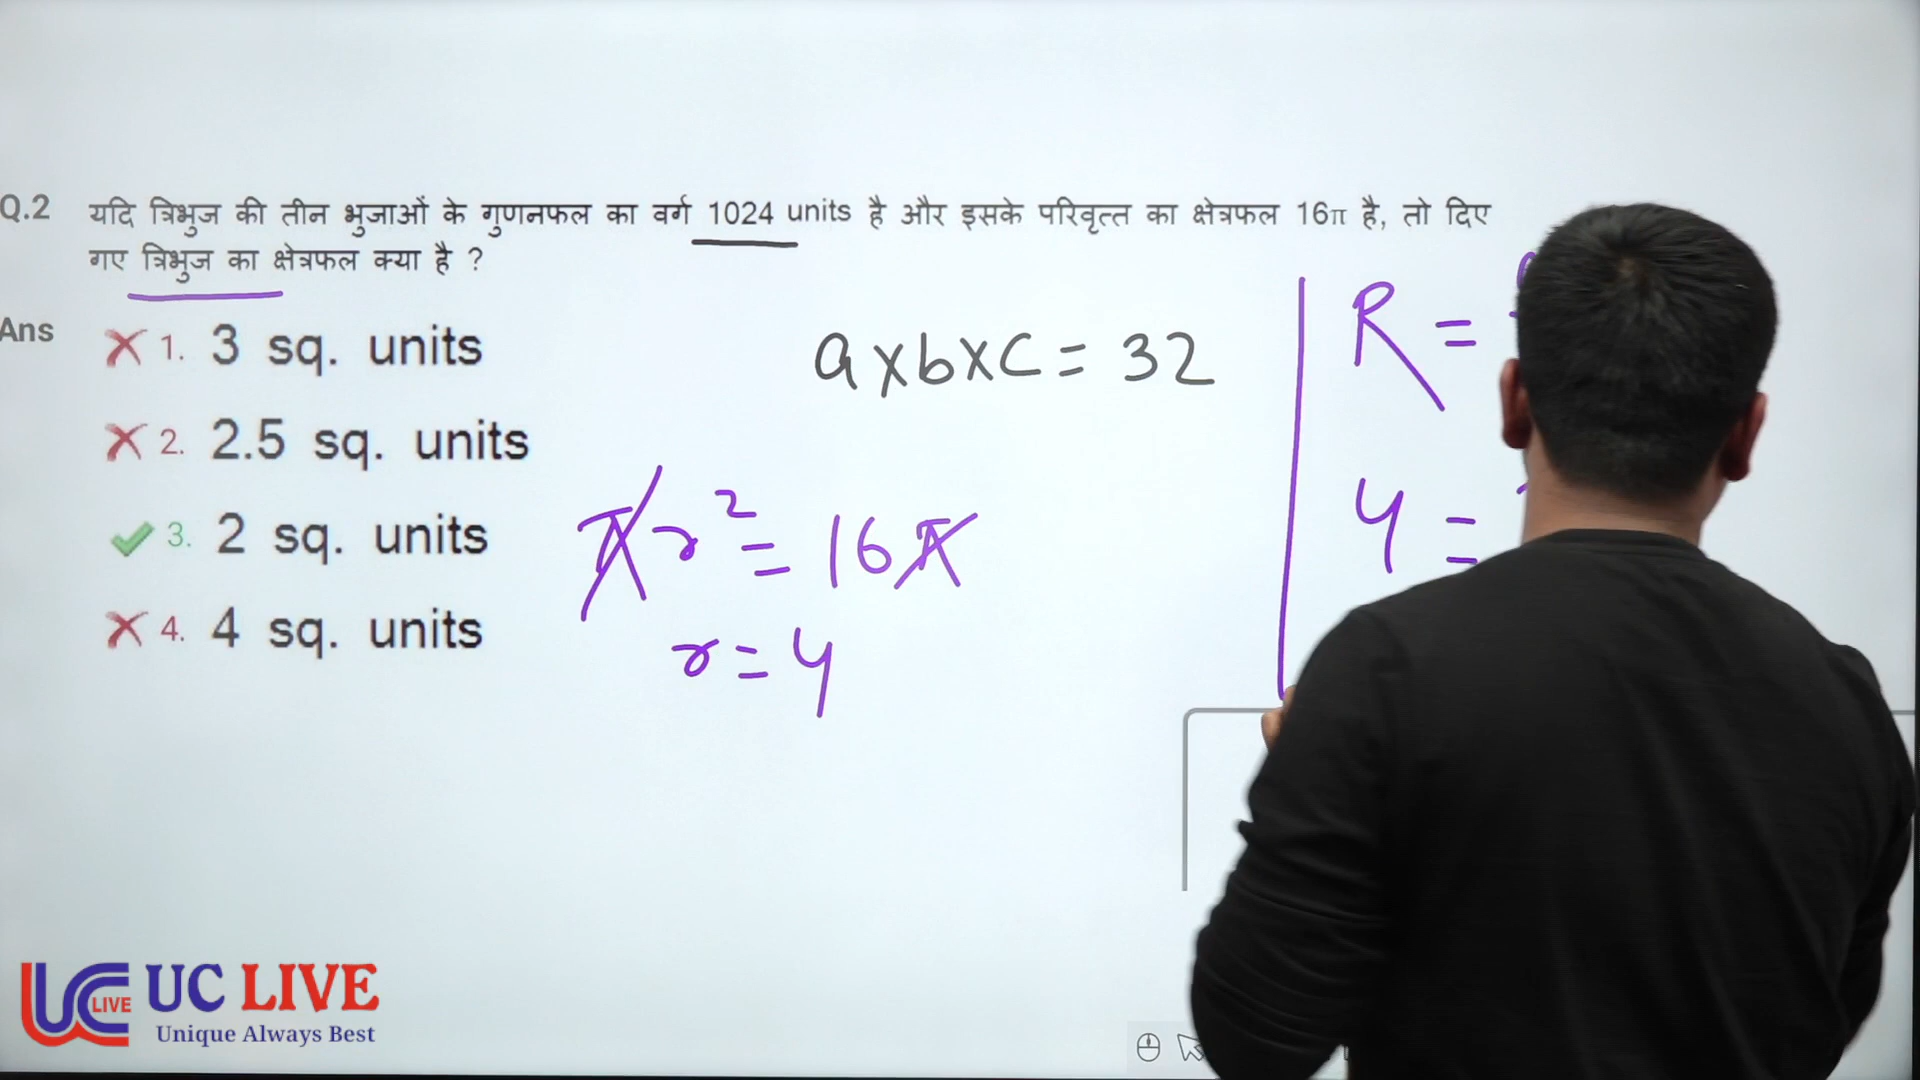 Q.2 यदि त्रिभुज की तीन भुजाओं के गुणनफल का वर्ग 1024 units है और इसके परिवृत्त का क्षेत्रफल 16π है, तो दिए
गए त्रिभुज का क्षेत्रफल क्या है ?
Ans
1. 3 sq. units
2. 2.5 sq. units
3. 2 sq. units
4. 4 sq. units
a×b×c = 32
πr² = 16π
r = 4
R =
4 =
LIVE
UC LIVE
Unique Always Best